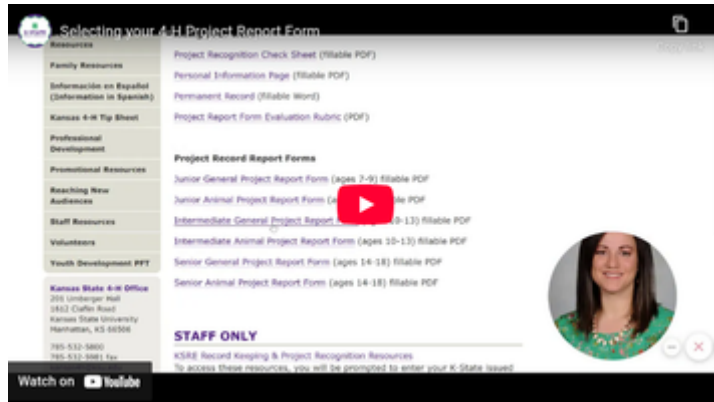 Selecting your 4-H Project Report Form
Resources
Family Resources
Información en Español
(Information in Spanish)
Kansas 4-H Tip Sheet
Professional
Development
Promotional Resources
Reaching New
Audiences
Staff Resources
Volunteers
Youth Development PPT
Kansas State 4-H Office
201 Umberger Hall
1612 Claflin Road
Kansas State University
Manhattan, KS 66506
785-532-5800
785-532-5981 fax
Project Recognition Check Sheet (fillable PDF)
Personal Information Page (fillable PDF)
Permanent Record (fillable Word)
Project Report Form Evaluation Rubric (PDF)
Project Record Report Forms
Junior General Project Report Form (ages 7-9) fillable PDF
Junior Animal Project Report Form PDF
Intermediate General Project Report 10-13) fillable PDF
Intermediate Animal Project Report Form (ages 10-13) fillable PDF
Senior General Project Report Form (ages 14-18) fillable PDF
Senior Animal Project Report Form (ages 14-18) fillable PDF
STAFF ONLY
KSRE Record Keeping & Project Recognition Resources
To access these resources, you will be prompted to enter your K-State issued
Watch on YouTube